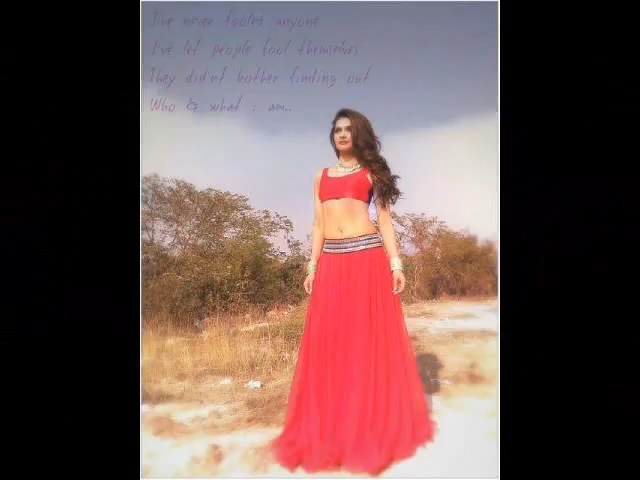 I've never fooled anyone
I've let people fool themselves
They didn't bother finding out
Who & what i am..